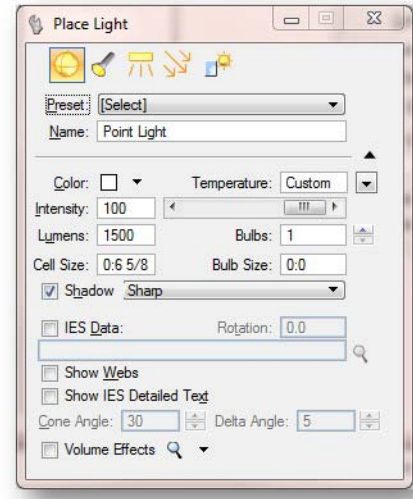 Place Light
Preset: [Select]
Name: Point Light
Color: Temperature: Custom
Intensity: 100
Lumens: 1500 Bulbs: 1
Cell Size: 0:6 5/8 Bulb Size: 0:0
Shadow Sharp
IES Data: Rotation: 0.0
Show Webs
Show IES Detailed Text
Cone Angle: 30 Delta Angle: 5
Volume Effects